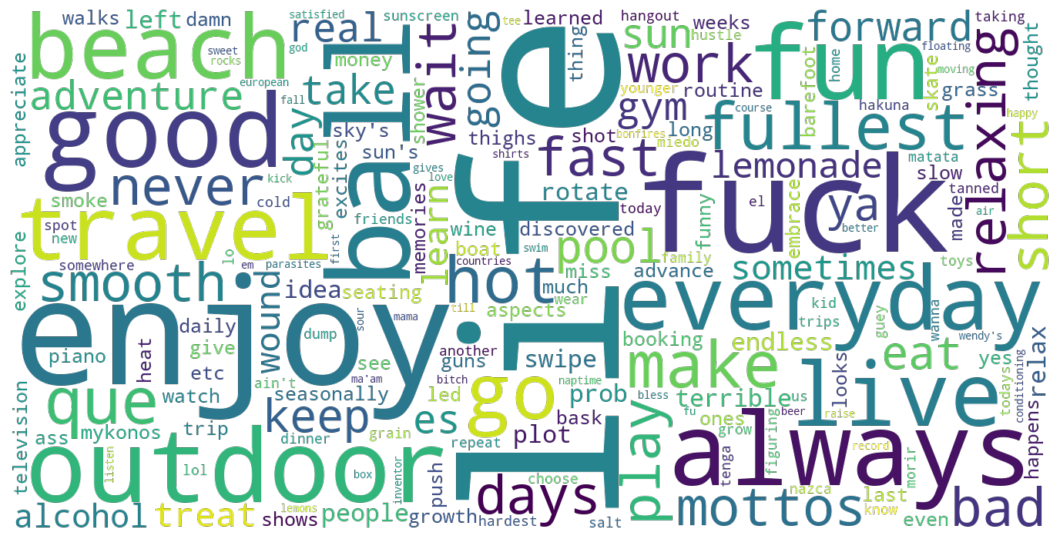 life
enjoy
fuck
always
everyday
live
good
beach
travel
outdoor
fun
ball
go
hot
play
make
smooth
que
never
adventure
real
take
day
wait
going
sun
work
gym
forward
fullest
relaxing
short
fast
lemonade
ya
pool
sometimes
eat
bad
mottos
days
keep
es
treat
alcohol
people
wound
idea
learn
left
damn
walks
appreciate
smoke
spot
new
cold
kick
sweet
rocks
god
european
fall
satisfied
sunscreen
tee
learned
money
shower
sky's
sun's
excites
grateful
friends
gives
love
memories
thighs
shot
wine
boat
discovered
rotate
swim
shirts
first
countries
seating
much
miss
wear
till
aspects
swipe
guns
another
mama
ma'am
sour
parasites
em
lo
somewhere
explore
piano
daily
give
etc
heat
watch
seasonally
ain't
dump
see
bitch
naptime
led
prob
bask
plot
repeat
choose
push
growth
hardest
salt
inventor
box
grain
dinner
lemons
shows
lol
listen
trip
mykonos
ass
television
thing
hangout
hustle
younger
weeks
routine
long
bonfires
miedo
today
family
funny
embrace
barefoot
home
course
hakuna
matata
skate
floating
moving
grass
taking
thought
happy
slow
tanned
made
air
better
el
advance
toys
kid
trips
endless
booking
terrible
ones
us
beer
raise
bless
fu
grow
figuring
tenga
nazca
morir
record
last
know
even
looks
yes
guey
wanna
wendy's
todays
conditioning
relax
happens